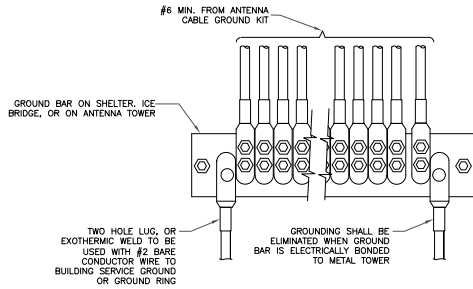 #6 MIN. FROM ANTENNA
CABLE GROUND KIT
GROUND BAR ON SHELTER. ICE
BRIDGE, OR ON ANTENNA TOWER
TWO HOLE LUG, OR
EXOTHERMIC WELD TO BE
USED WITH #2 BARE
CONDUCTOR WIRE TO
BUILDING SERVICE GROUND
OR GROUND RING
GROUNDING SHALL BE
ELIMINATED WHEN GROUND
BAR IS ELECTRICALLY BONDED
TO METAL TOWER